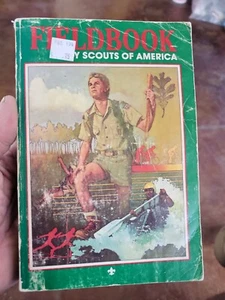 FIELDBOOK
Y SCOUTS OF AMERICA